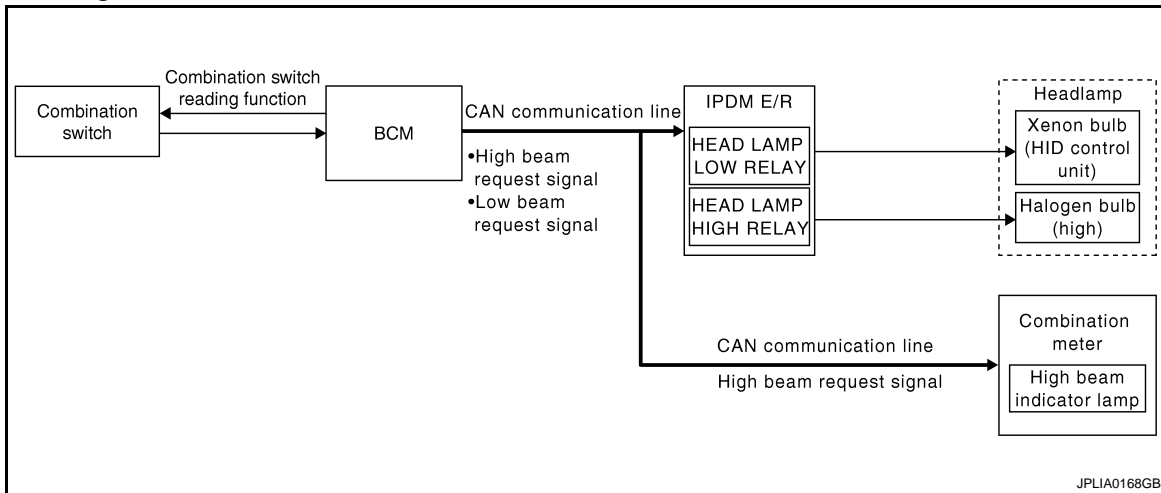 Combination
switch
Combination switch
reading function
BCM
CAN communication line
•High beam
request signal
•Low beam
request signal
IPDM E/R
HEAD LAMP
LOW RELAY
HEAD LAMP
HIGH RELAY
Headlamp
Xenon bulb
(HID control
unit)
Halogen bulb
(high)
CAN communication line
High beam request signal
Combination
meter
High beam
indicator lamp
JPLIA0168GB